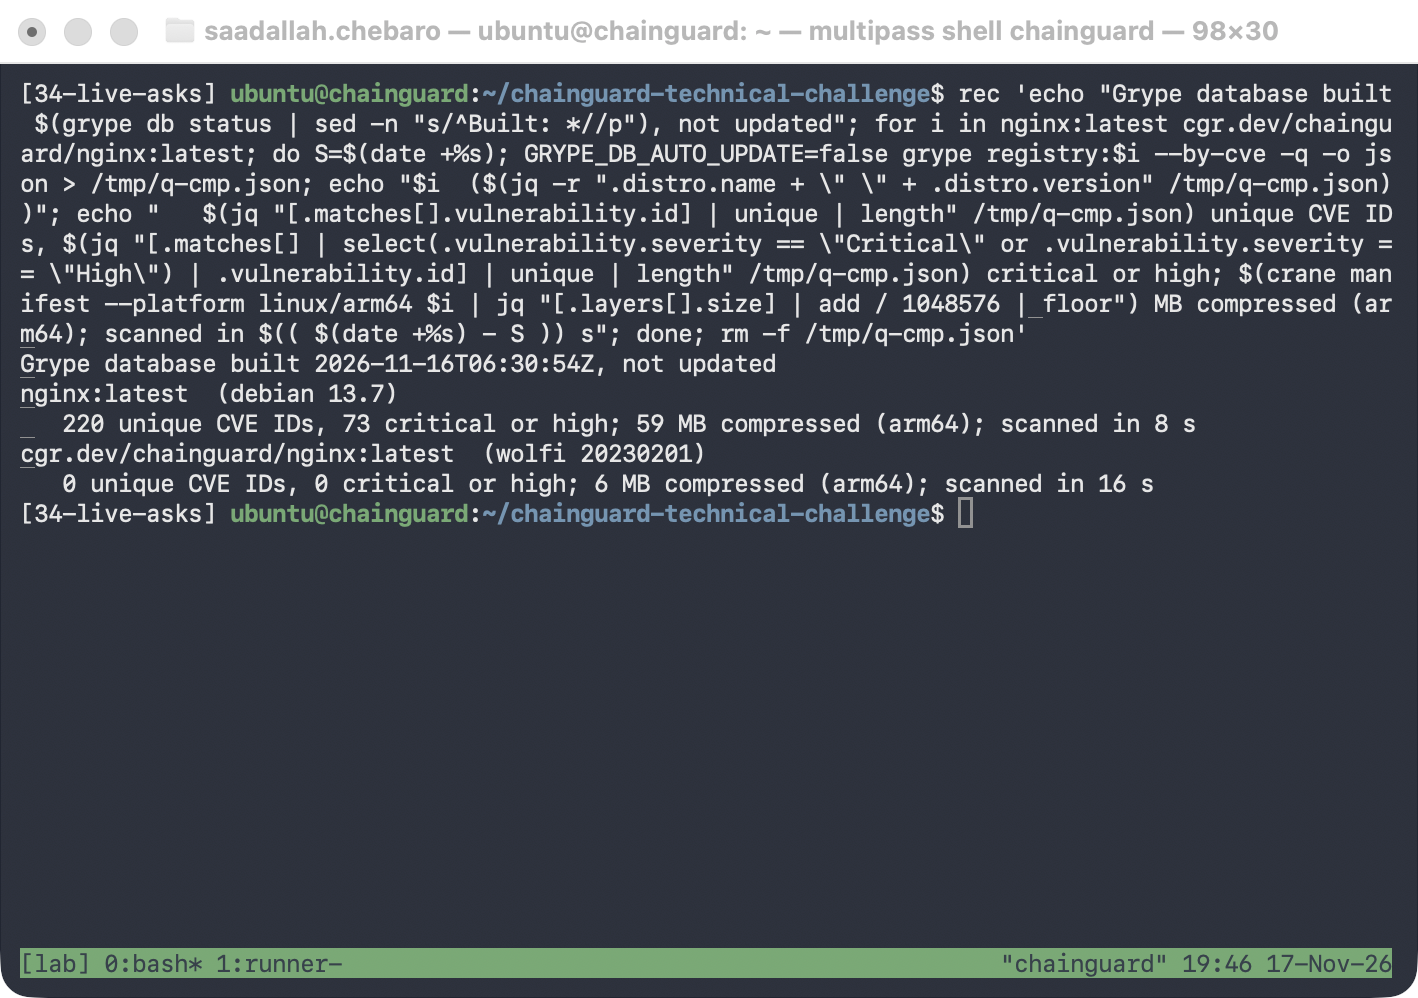 saadallah.chebaro — ubuntu@chainguard: ~ — multipass shell chainguard — 98×30
[34-live-asks] ubuntu@chainguard:~/chainguard-technical-challenge$ rec 'echo "Grype database built
 $(grype db status | sed -n "s/^Built: *//p"), not updated"; for i in nginx:latest cgr.dev/chaingu
ard/nginx:latest; do S=$(date +%s); GRYPE_DB_AUTO_UPDATE=false grype registry:$i --by-cve -q -o js
on > /tmp/q-cmp.json; echo "$i  ($(jq -r ".distro.name + \" \" + .distro.version" /tmp/q-cmp.json)
)"; echo "   $(jq "[.matches[].vulnerability.id] | unique | length" /tmp/q-cmp.json) unique CVE ID
s, $(jq "[.matches[] | select(.vulnerability.severity == \"Critical\" or .vulnerability.severity =
= \"High\") | .vulnerability.id] | unique | length" /tmp/q-cmp.json) critical or high; $(crane man
ifest --platform linux/arm64 $i | jq "[.layers[].size] | add / 1048576 | floor") MB compressed (ar
m64); scanned in $(( $(date +%s) - S )) s"; done; rm -f /tmp/q-cmp.json'
Grype database built 2026-11-16T06:30:54Z, not updated
nginx:latest  (debian 13.7)
   220 unique CVE IDs, 73 critical or high; 59 MB compressed (arm64); scanned in 8 s
cgr.dev/chainguard/nginx:latest  (wolfi 20230201)
   0 unique CVE IDs, 0 critical or high; 6 MB compressed (arm64); scanned in 16 s
[34-live-asks] ubuntu@chainguard:~/chainguard-technical-challenge$
[lab] 0:bash* 1:runner- "chainguard" 19:46 17-Nov-26